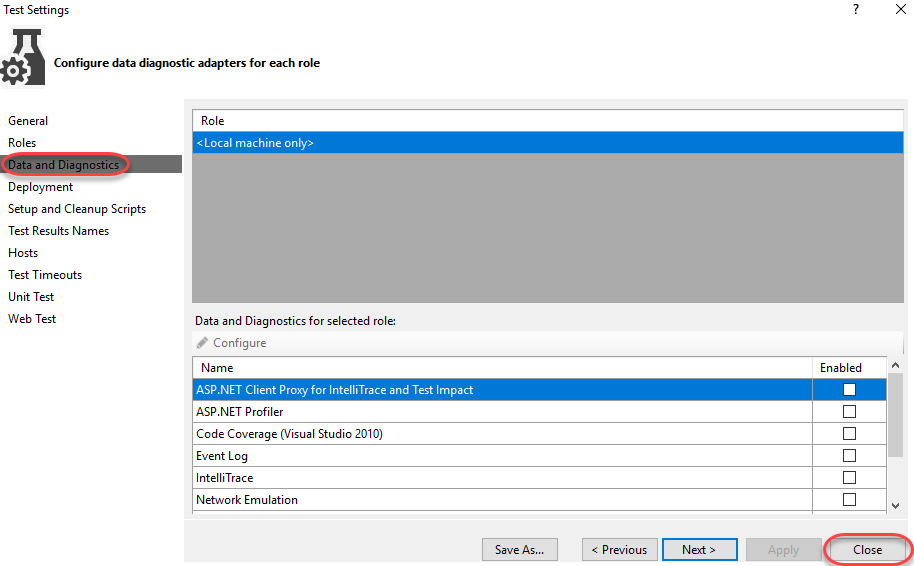 Test Settings
?
Configure data diagnostic adapters for each role
General
Roles
Data and Diagnostics
Deployment
Setup and Cleanup Scripts
Test Results Names
Hosts
Test Timeouts
Unit Test
Web Test
Role
<Local machine only>
Data and Diagnostics for selected role:
Configure
Name Enabled
ASP.NET Client Proxy for IntelliTrace and Test Impact
ASP.NET Profiler
Code Coverage (Visual Studio 2010)
Event Log
IntelliTrace
Network Emulation
Save As... < Previous Next > Apply Close